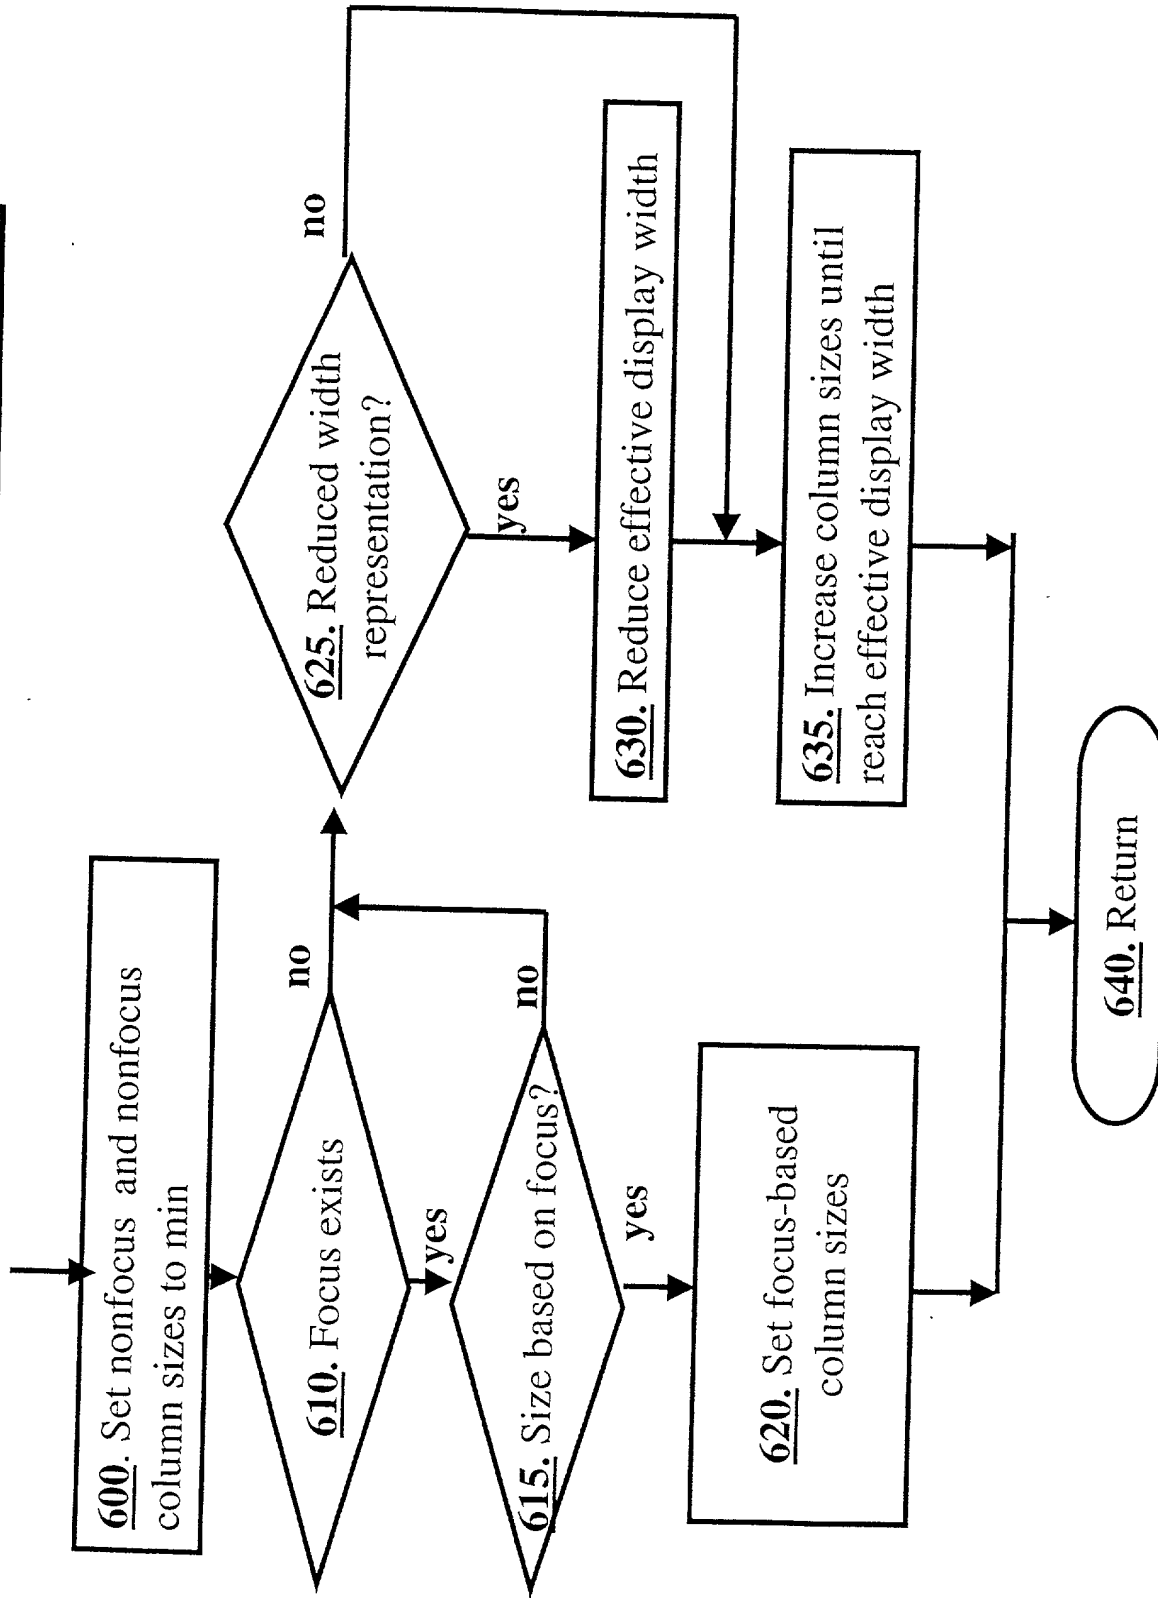 600. Set nonfocus and nonfocus
column sizes to min
610. Focus exists
no
yes
615. Size based on focus?
no
yes
620. Set focus-based
column sizes
625. Reduced width
representation?
no
yes
630. Reduce effective display width
635. Increase column sizes until
reach effective display width
640. Return